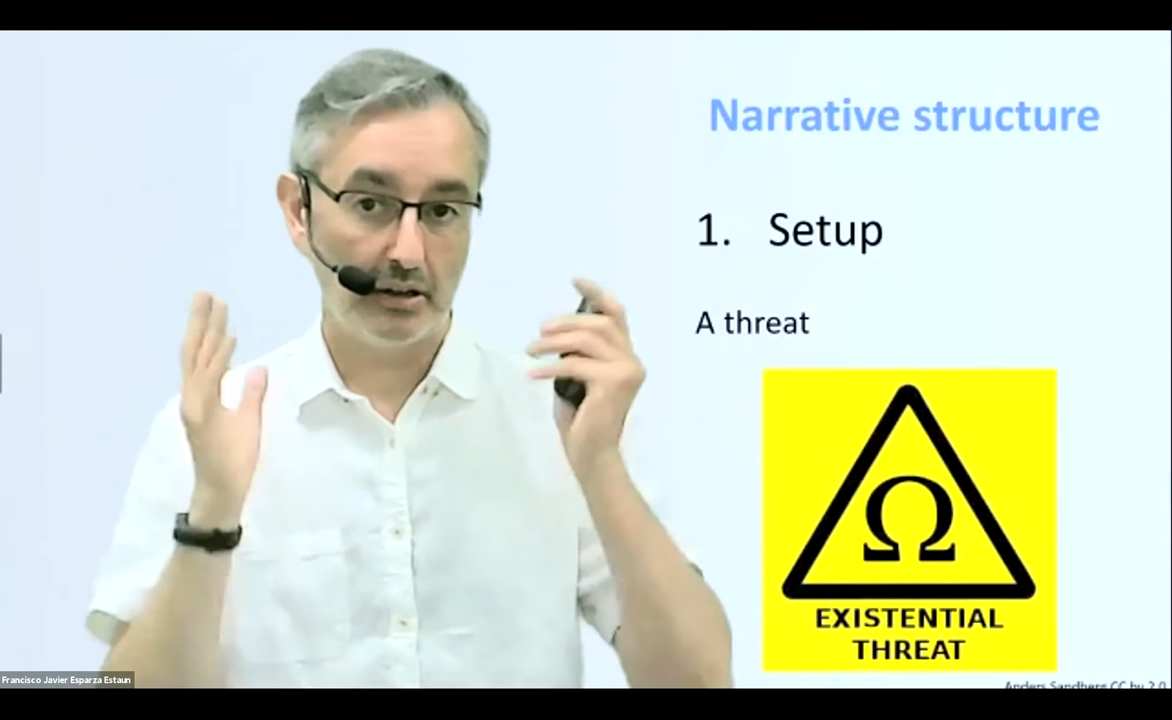 Narrative structure
1. Setup
A threat
Ω
EXISTENTIAL
THREAT
Francisco Javier Esparza Estaun
Anders Sandberg CC by 2.0